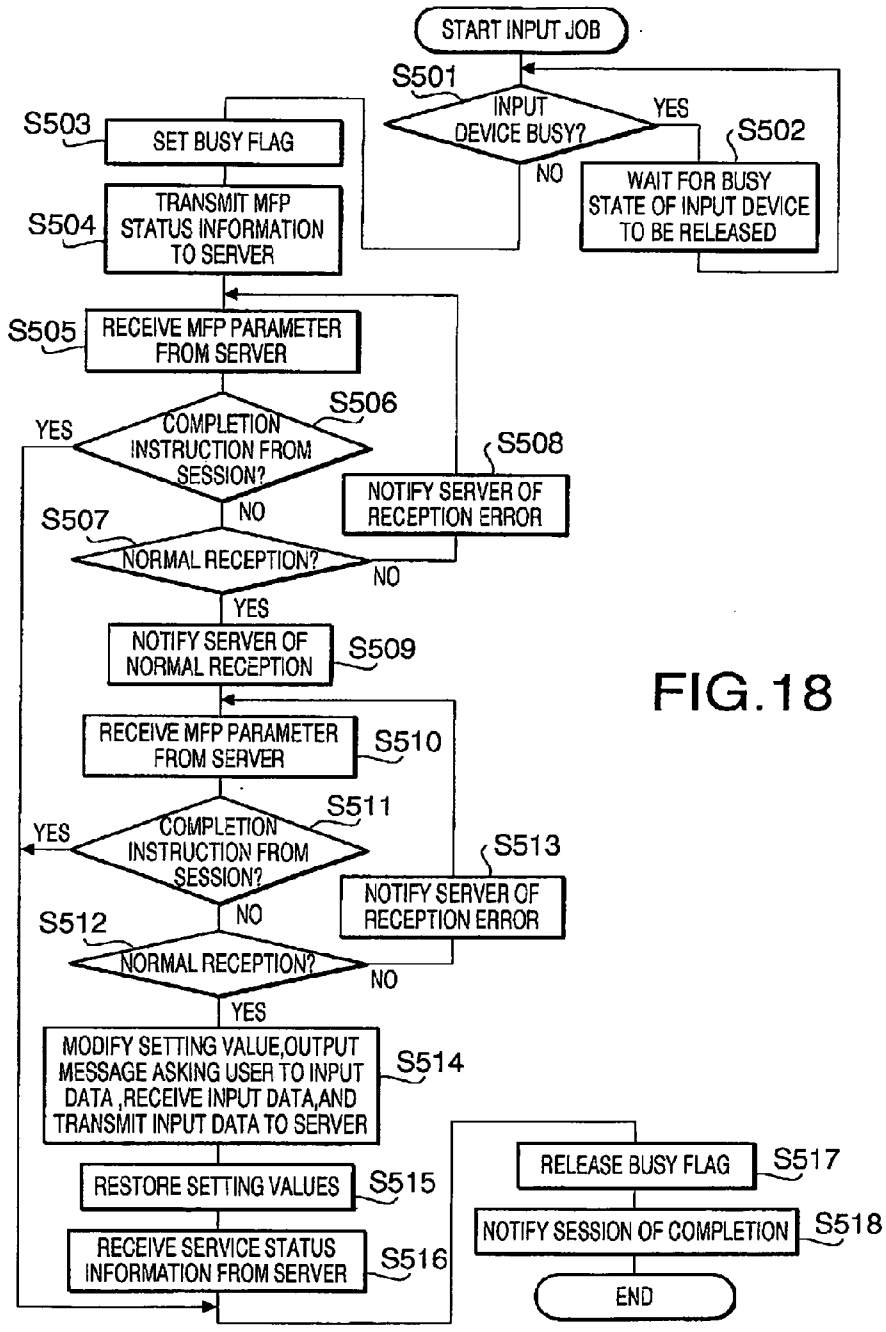 START INPUT JOB
S501
INPUT
DEVICE BUSY?
YES
NO
S502
WAIT FOR BUSY
STATE OF INPUT DEVICE
TO BE RELEASED
S503
SET BUSY FLAG
S504
TRANSMIT MFP
STATUS INFORMATION
TO SERVER
S505
RECEIVE MFP PARAMETER
FROM SERVER
S506
COMPLETION
INSTRUCTION FROM
SESSION?
YES
NO
S507
NORMAL RECEPTION?
NO
YES
S508
NOTIFY SERVER OF
RECEPTION ERROR
NOTIFY SERVER OF
NORMAL RECEPTION
S509
FIG.18
RECEIVE MFP PARAMETER
FROM SERVER
S510
S511
COMPLETION
INSTRUCTION FROM
SESSION?
YES
NO
S512
NORMAL RECEPTION?
NO
YES
S513
NOTIFY SERVER OF
RECEPTION ERROR
MODIFY SETTING VALUE,OUTPUT
MESSAGE ASKING USER TO INPUT
DATA ,RECEIVE INPUT DATA,AND
TRANSMIT INPUT DATA TO SERVER
S514
RESTORE SETTING VALUES
S515
RECEIVE SERVICE STATUS
INFORMATION FROM SERVER
S516
RELEASE BUSY FLAG
S517
NOTIFY SESSION OF COMPLETION
S518
END